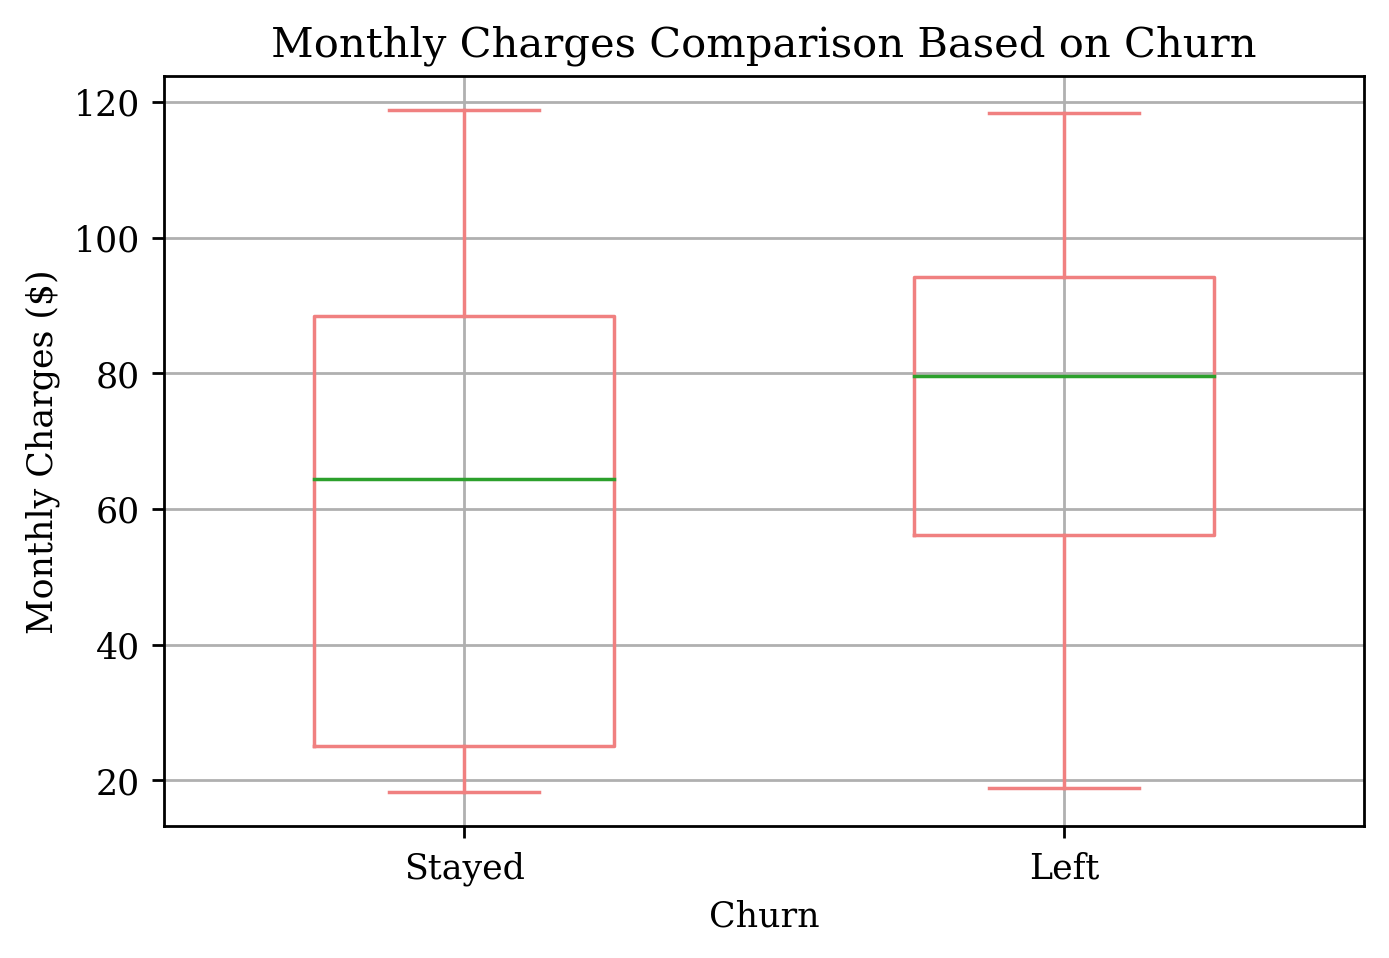 Monthly Charges Comparison Based on Churn
Monthly Charges ($)
120
100
80
60
40
20
Stayed
Left
Churn